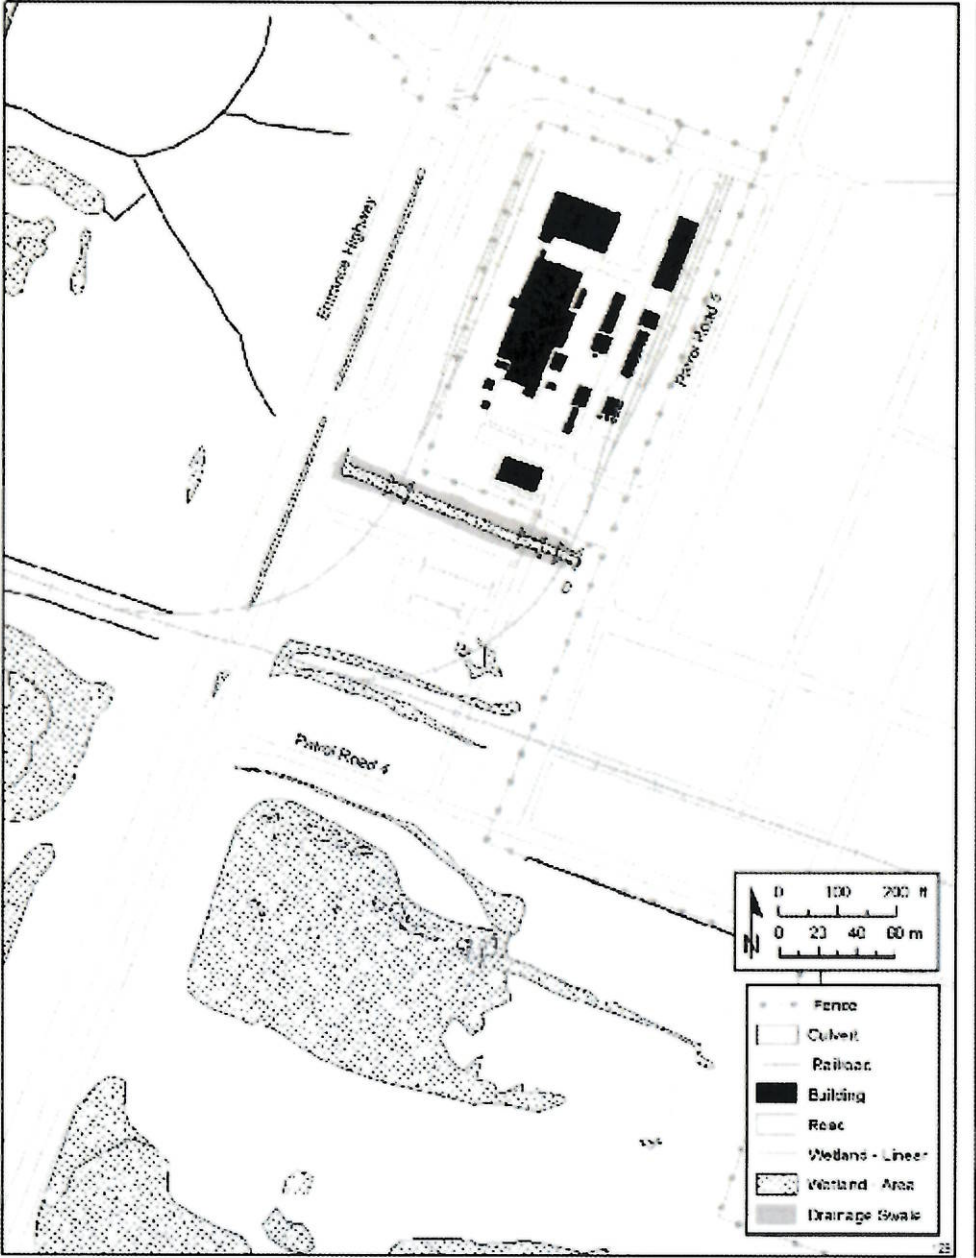 Entrance Highway
Patrol Road 5
Patrol Road 4
0 100 200 ft
0 20 40 60 m
N
Fence
Culvert
Railroad
Building
Road
Wetland - Linear
Wetland - Area
Drainage Swale